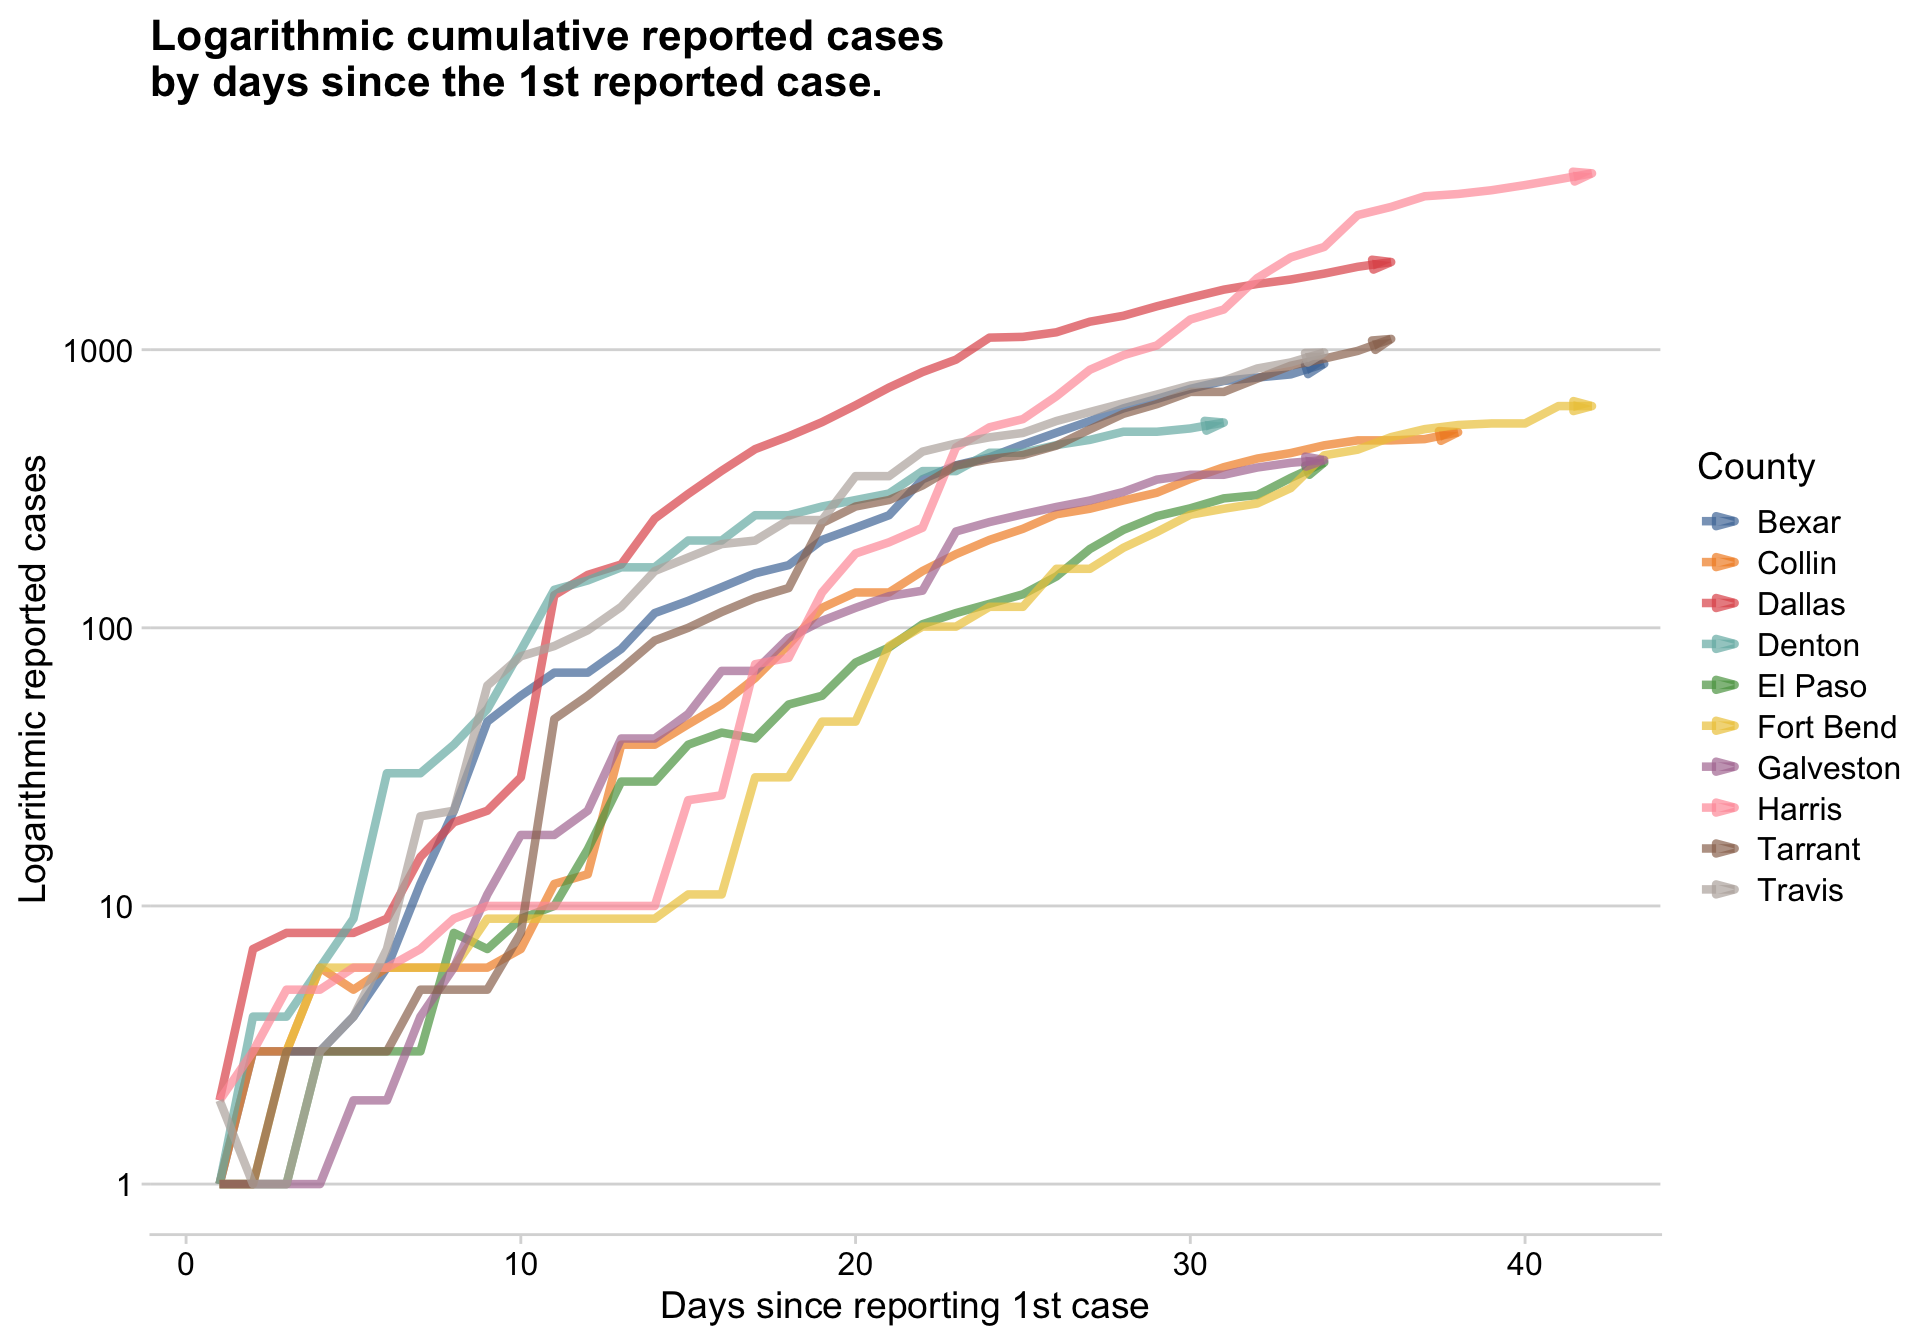 Logarithmic cumulative reported cases
by days since the 1st reported case.
Logarithmic reported cases
1000
100
10
1
0
10
20
30
40
Days since reporting 1st case
County
Bexar
Collin
Dallas
Denton
El Paso
Fort Bend
Galveston
Harris
Tarrant
Travis